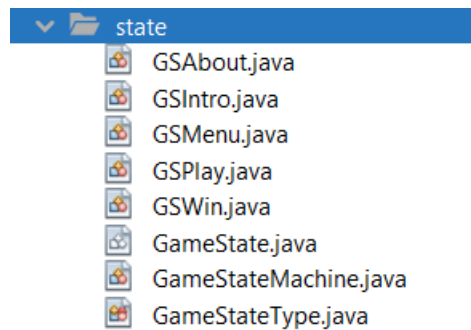 state
GSAbout.java
GSIntro.java
GSMenu.java
GSPlay.java
GSWin.java
GameState.java
GameStateMachine.java
GameStateType.java